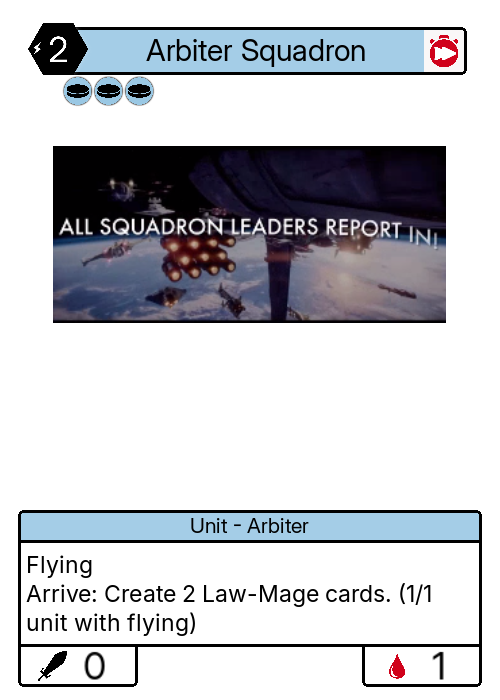 2
Arbiter Squadron
ALL SQUADRON LEADERS REPORT IN!
Unit - Arbiter
Flying
Arrive: Create 2 Law-Mage cards. (1/1
unit with flying)
0
1